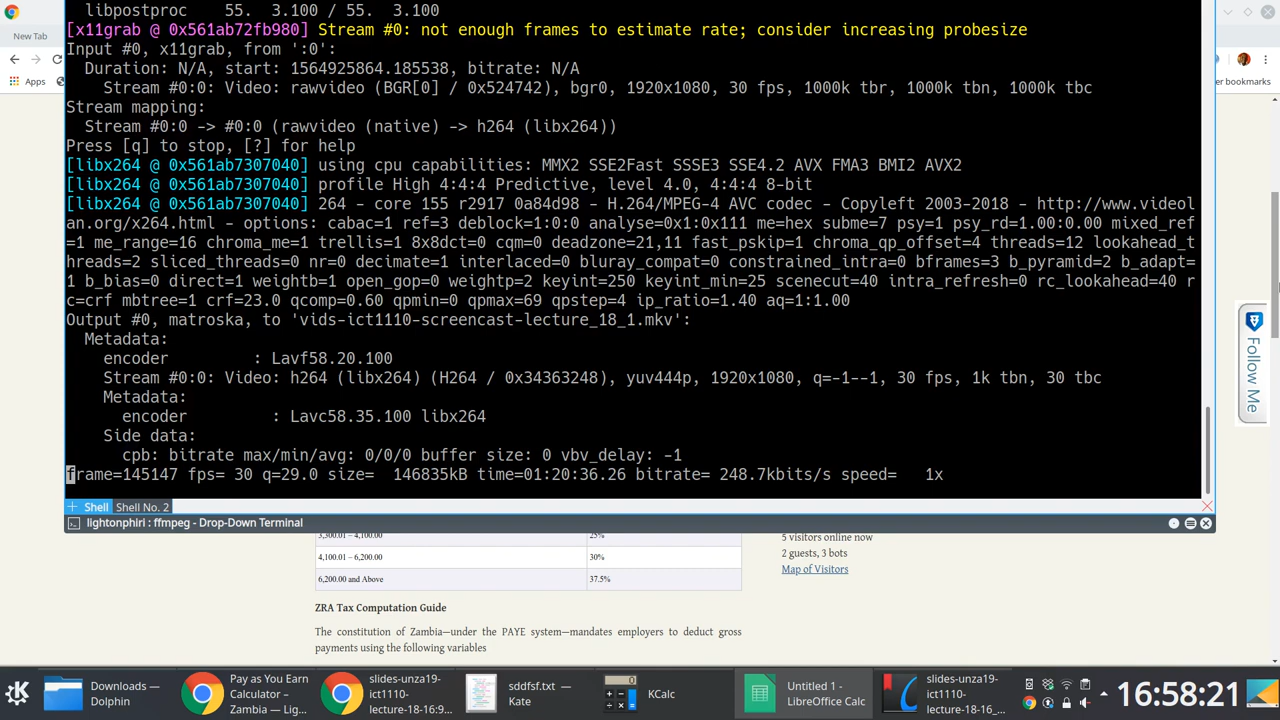 libpostproc     55.  3.100 / 55.  3.100
[x11grab @ 0x561ab72fb980] Stream #0: not enough frames to estimate rate; consider increasing probesize
Input #0, x11grab, from ':0':
Duration: N/A, start: 1564925864.185538, bitrate: N/A
Stream #0:0: Video: rawvideo (BGR[0] / 0x524742), bgr0, 1920x1080, 30 fps, 1000k tbr, 1000k tbn, 1000k tbc
Stream mapping:
Stream #0:0 -> #0:0 (rawvideo (native) -> h264 (libx264))
Press [q] to stop, [?] for help
[libx264 @ 0x561ab7307040] using cpu capabilities: MMX2 SSE2Fast SSSE3 SSE4.2 AVX FMA3 BMI2 AVX2
[libx264 @ 0x561ab7307040] profile High 4:4:4 Predictive, level 4.0, 4:4:4 8-bit
[libx264 @ 0x561ab7307040] 264 - core 155 r2917 0a84d98 - H.264/MPEG-4 AVC codec - Copyleft 2003-2018 - http://www.videol
an.org/x264.html - options: cabac=1 ref=3 deblock=1:0:0 analyse=0x1:0x111 me=hex subme=7 psy=1 psy_rd=1.00:0.00 mixed_ref
=1 me_range=16 chroma_me=1 trellis=1 8x8dct=0 cqm=0 deadzone=21,11 fast_pskip=1 chroma_qp_offset=4 threads=12 lookahead_t
hreads=2 sliced_threads=0 nr=0 decimate=1 interlaced=0 bluray_compat=0 constrained_intra=0 bframes=3 b_pyramid=2 b_adapt=
1 b_bias=0 direct=1 weightb=1 open_gop=0 weightp=2 keyint=250 keyint_min=25 scenecut=40 intra_refresh=0 rc_lookahead=40 r
c=crf mbtree=1 crf=23.0 qcomp=0.60 qpmin=0 qpmax=69 qpstep=4 ip_ratio=1.40 aq=1:1.00
Output #0, matroska, to 'vids-ict1110-screencast-lecture_18_1.mkv':
Metadata:
encoder         : Lavf58.20.100
Stream #0:0: Video: h264 (libx264) (H264 / 0x34363248), yuv444p, 1920x1080, q=-1--1, 30 fps, 1k tbn, 30 tbc
Metadata:
encoder         : Lavc58.35.100 libx264
Side data:
cpb: bitrate max/min/avg: 0/0/0 buffer size: 0 vbv_delay: -1
frame=145147 fps= 30 q=29.0 size=  146835kB time=01:20:36.26 bitrate= 248.7kbits/s speed=   1x
Shell Shell No. 2
lightonphiri : ffmpeg - Drop-Down Terminal
New Tab
Apps
er bookmarks
Follow Me
3,300.01 – 4,100.00 25%
4,100.01 – 6,200.00 30%
6,200.00 and Above 37.5%
5 visitors online now
2 guests, 3 bots
Map of Visitors
ZRA Tax Computation Guide
The constitution of Zambia—under the PAYE system—mandates employers to deduct gross
payments using the following variables
Downloads —
Dolphin
Pay as You Earn
Calculator –
Zambia — Lig...
slides-unza19-
ict1110-
lecture-18-16:9...
sddfsf.txt —
Kate
KCalc
Untitled 1 -
LibreOffice Calc
slides-unza19-
ict1110-
lecture-18-16_...
16:58:21